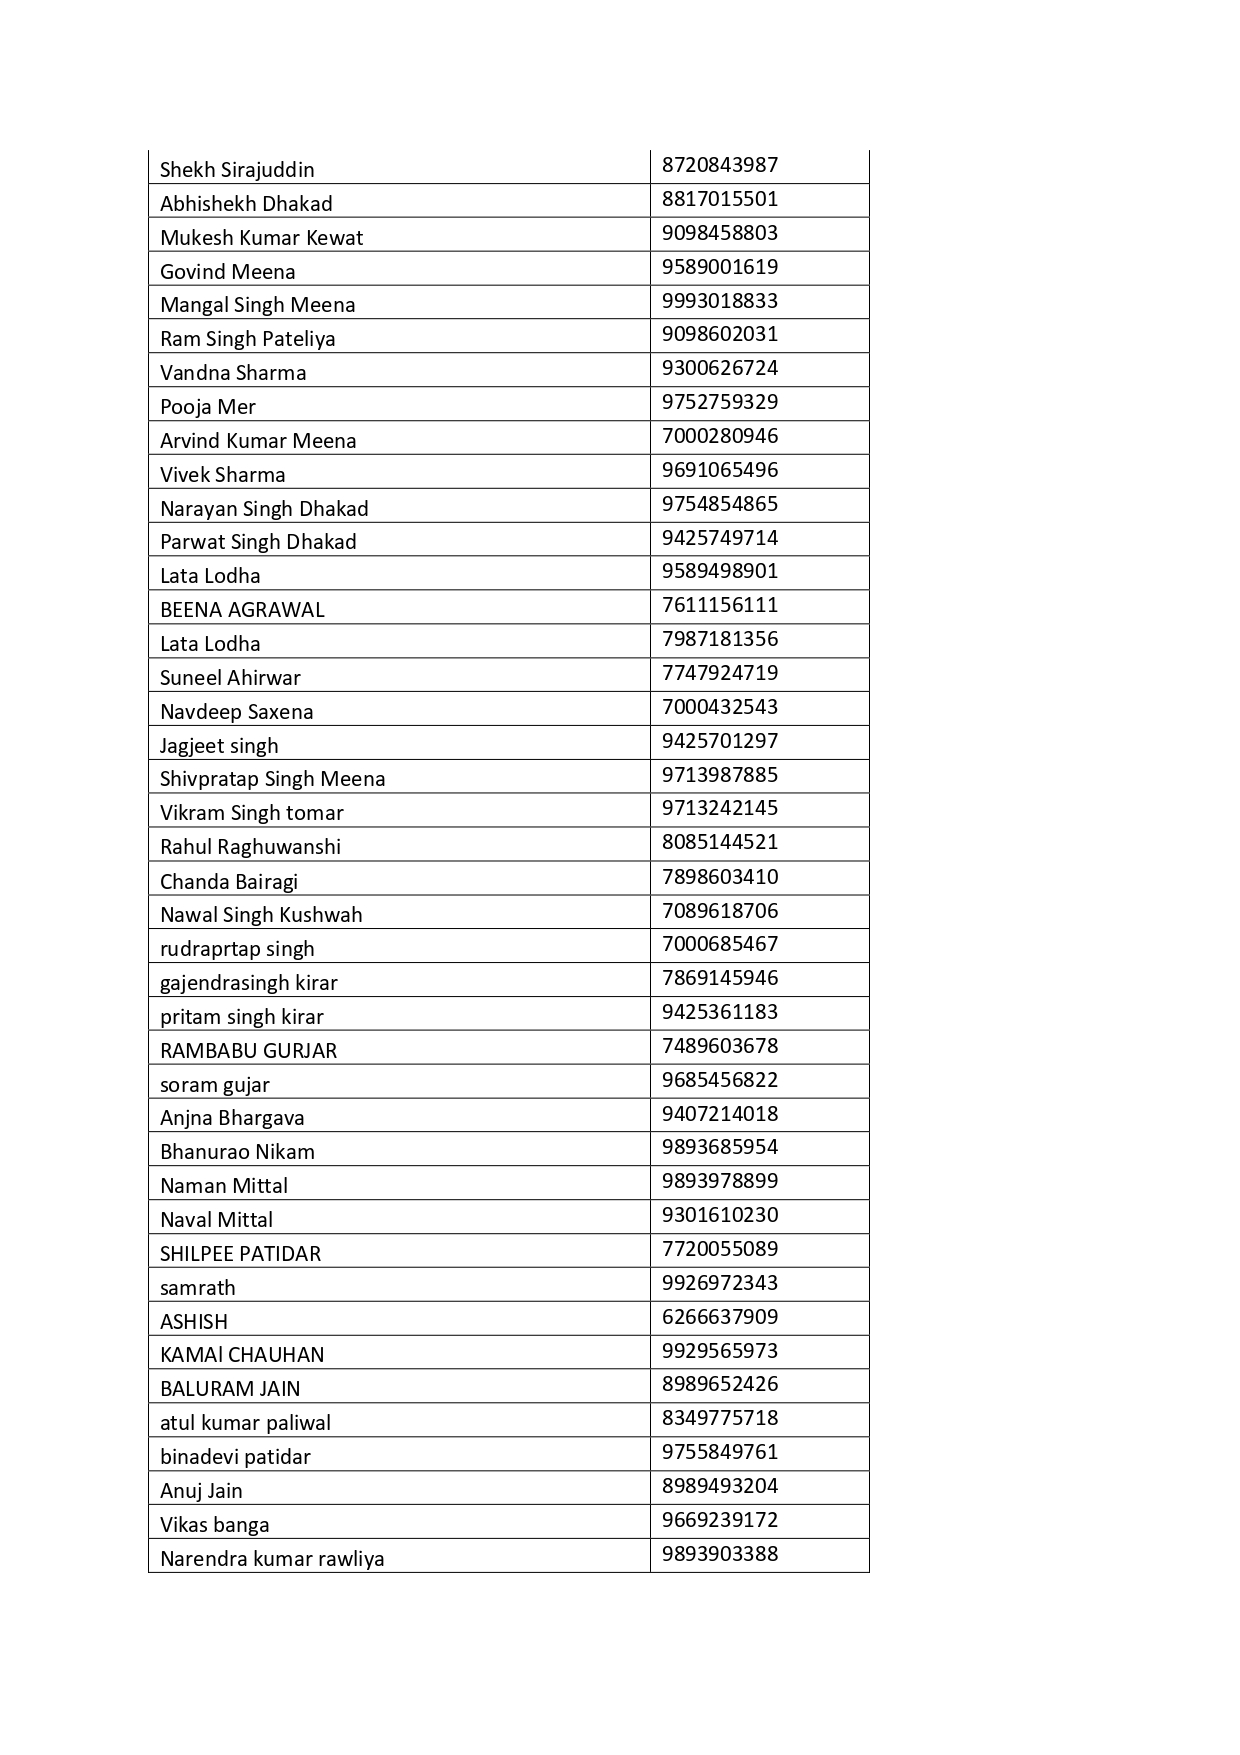 Shekh Sirajuddin 8720843987
Abhishekh Dhakad 8817015501
Mukesh Kumar Kewat 9098458803
Govind Meena 9589001619
Mangal Singh Meena 9993018833
Ram Singh Pateliya 9098602031
Vandna Sharma 9300626724
Pooja Mer 9752759329
Arvind Kumar Meena 7000280946
Vivek Sharma 9691065496
Narayan Singh Dhakad 9754854865
Parwat Singh Dhakad 9425749714
Lata Lodha 9589498901
BEENA AGRAWAL 7611156111
Lata Lodha 7987181356
Suneel Ahirwar 7747924719
Navdeep Saxena 7000432543
Jagjeet singh 9425701297
Shivpratap Singh Meena 9713987885
Vikram Singh tomar 9713242145
Rahul Raghuwanshi 8085144521
Chanda Bairagi 7898603410
Nawal Singh Kushwah 7089618706
rudraprtap singh 7000685467
gajendrasingh kirar 7869145946
pritam singh kirar 9425361183
RAMBABU GURJAR 7489603678
soram gujar 9685456822
Anjna Bhargava 9407214018
Bhanurao Nikam 9893685954
Naman Mittal 9893978899
Naval Mittal 9301610230
SHILPEE PATIDAR 7720055089
samrath 9926972343
ASHISH 6266637909
KAMAl CHAUHAN 9929565973
BALURAM JAIN 8989652426
atul kumar paliwal 8349775718
binadevi patidar 9755849761
Anuj Jain 8989493204
Vikas banga 9669239172
Narendra kumar rawliya 9893903388